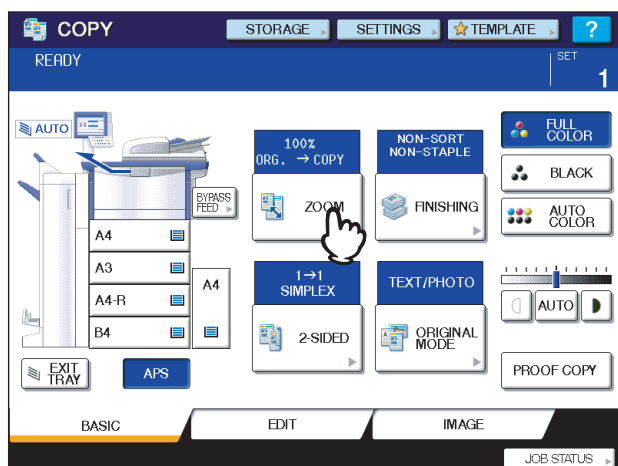 COPY
STORAGE
SETTINGS
TEMPLATE
?
READY
SET
1
AUTO
100%
ORG. → COPY
ZOOM
NON-SORT
NON-STAPLE
FINISHING
FULL
COLOR
BLACK
AUTO
COLOR
BYPASS
FEED
A4
A3
A4-R
B4
A4
1→1
SIMPLEX
2-SIDED
TEXT/PHOTO
ORIGINAL
MODE
AUTO
EXIT
TRAY
APS
PROOF COPY
BASIC
EDIT
IMAGE
JOB STATUS